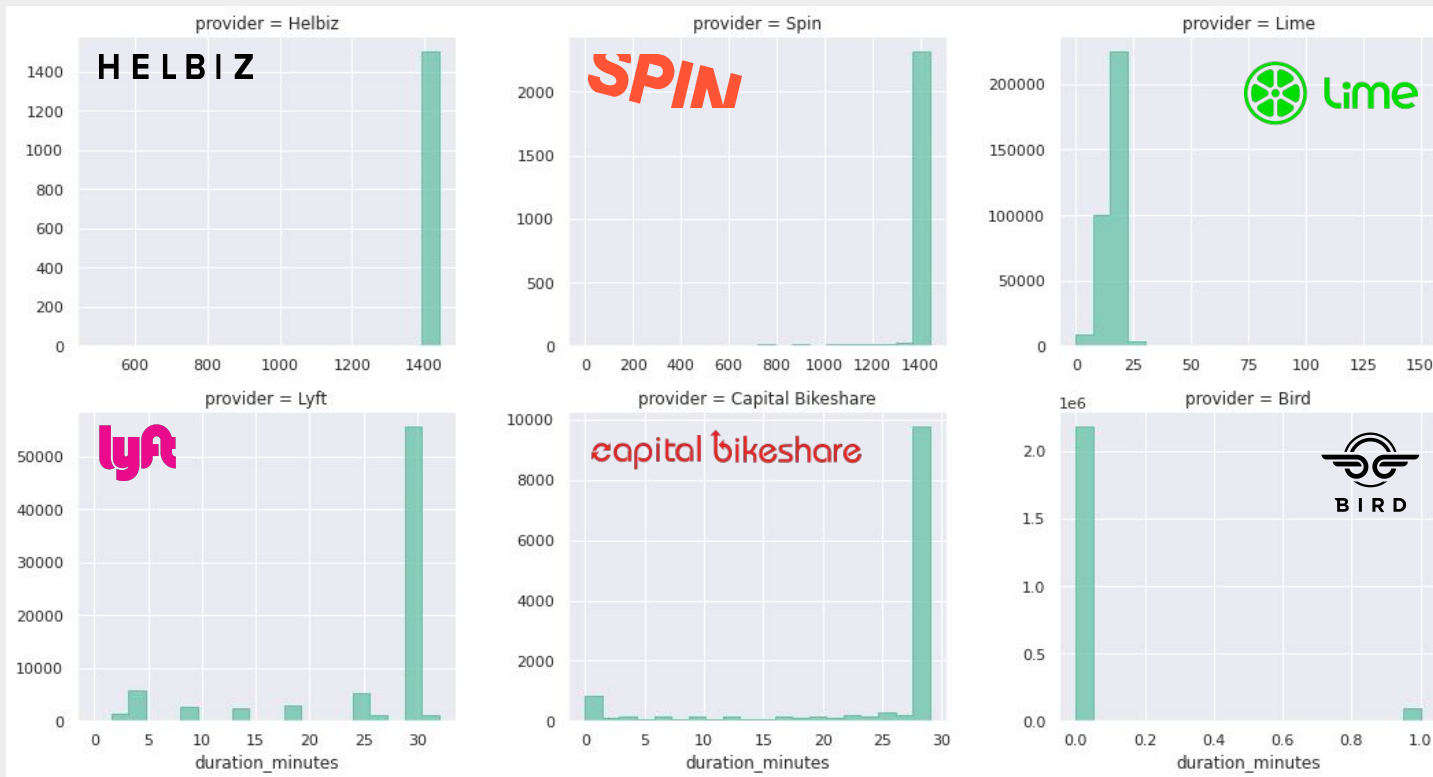 provider = Helbiz
HELBIZ
1400
1200
1000
800
600
400
200
0
600 800 1000 1200 1400
provider = Spin
SPIN
2000
1500
1000
500
0
0 200 400 600 800 1000 1200 1400
provider = Lime
Lime
200000
150000
100000
50000
0
0 25 50 75 100 125 150
provider = Lyft
lyft
50000
40000
30000
20000
10000
0
0 5 10 15 20 25 30
duration_minutes
provider = Capital Bikeshare
capital bikeshare
10000
8000
6000
4000
2000
0
0 5 10 15 20 25 30
duration_minutes
1e6
provider = Bird
BIRD
2.0
1.5
1.0
0.5
0.0
0.0 0.2 0.4 0.6 0.8 1.0
duration_minutes